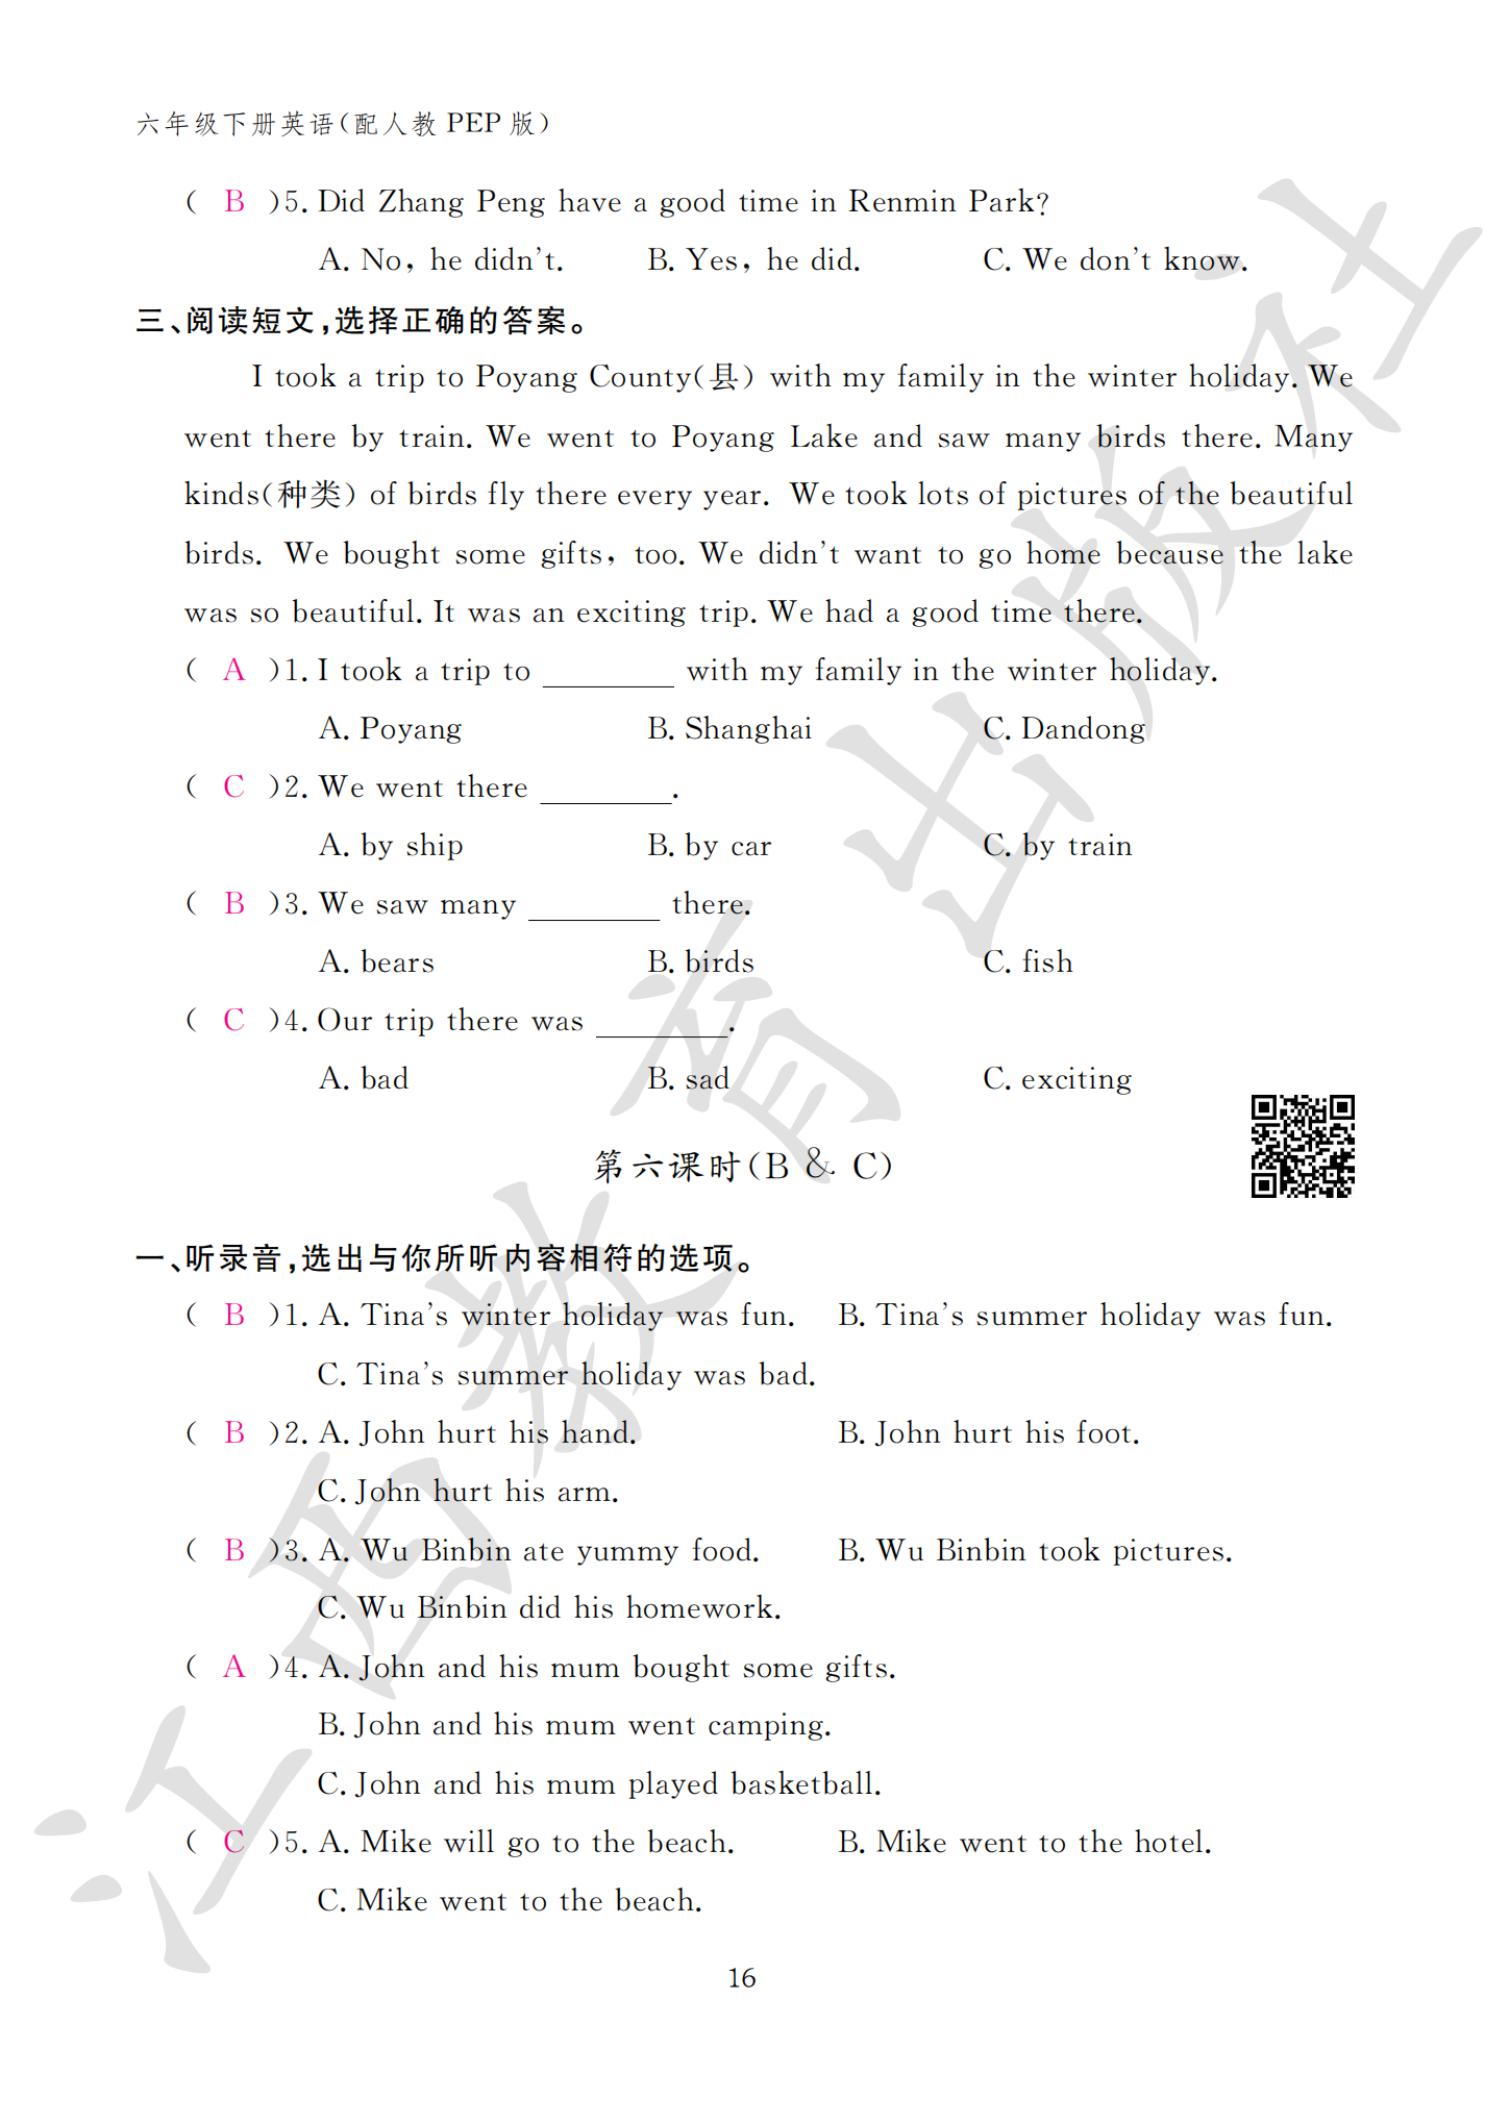 六年级下册英语(配人教 PEP 版)
( B )5. Did Zhang Peng have a good time in Renmin Park?
A. No, he didn't. B. Yes, he did. C. We don't know.
三、阅读短文,选择正确的答案。
I took a trip to Poyang County(县) with my family in the winter holiday. We
went there by train. We went to Poyang Lake and saw many birds there. Many
kinds(种类) of birds fly there every year. We took lots of pictures of the beautiful
birds. We bought some gifts, too. We didn't want to go home because the lake
was so beautiful. It was an exciting trip. We had a good time there.
( A )1. I took a trip to ________ with my family in the winter holiday.
A. Poyang B. Shanghai C. Dandong
( C )2. We went there ________.
A. by ship B. by car C. by train
( B )3. We saw many ________ there.
A. bears B. birds C. fish
( C )4. Our trip there was ________.
A. bad B. sad C. exciting
第六课时(B & C)
一、听录音,选出与你所听内容相符的选项。
( B )1. A. Tina's winter holiday was fun. B. Tina's summer holiday was fun.
C. Tina's summer holiday was bad.
( B )2. A. John hurt his hand. B. John hurt his foot.
C. John hurt his arm.
( B )3. A. Wu Binbin ate yummy food. B. Wu Binbin took pictures.
C. Wu Binbin did his homework.
( A )4. A. John and his mum bought some gifts.
B. John and his mum went camping.
C. John and his mum played basketball.
( C )5. A. Mike will go to the beach. B. Mike went to the hotel.
C. Mike went to the beach.
16
江西教育出版社